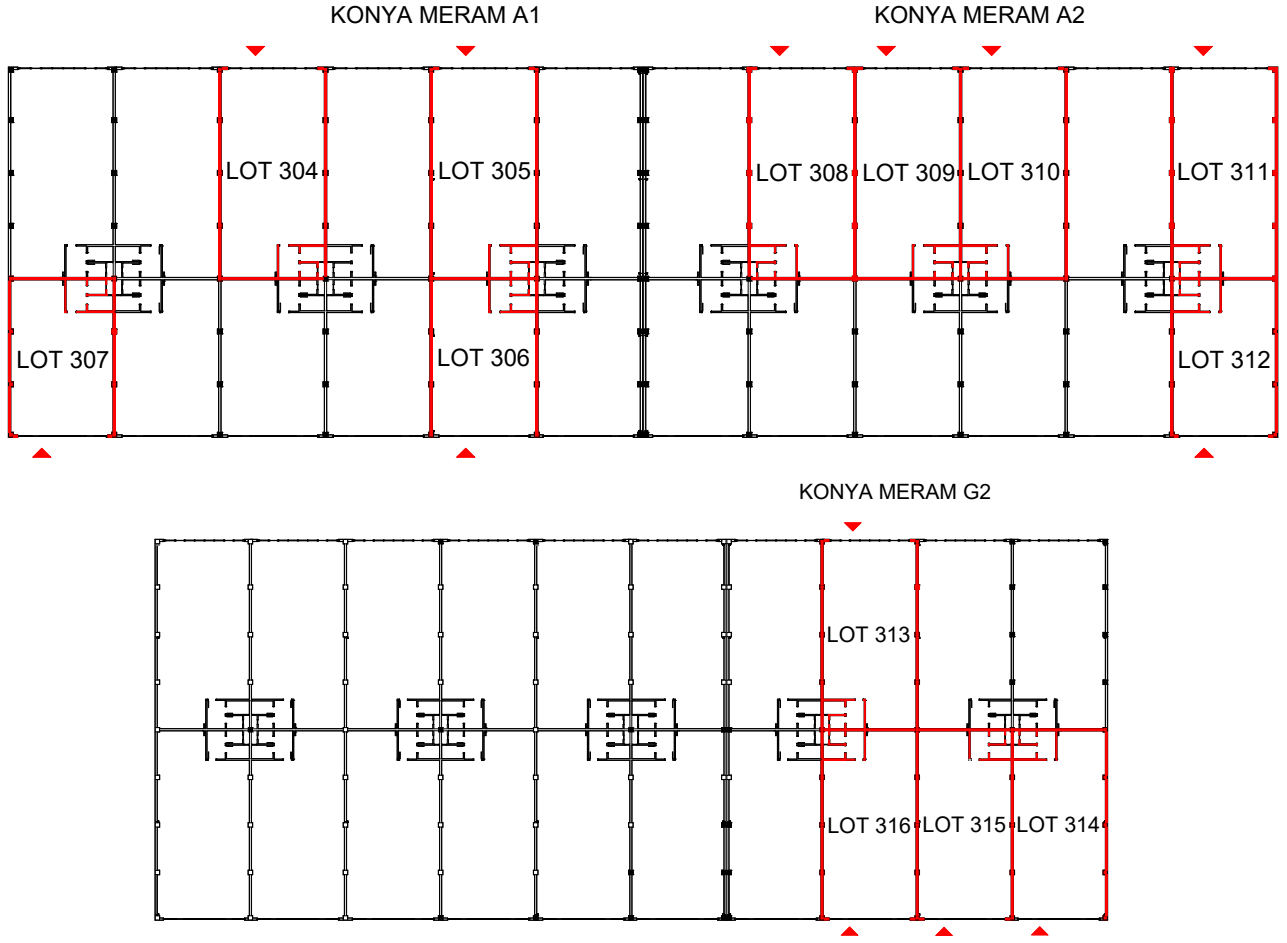 KONYA MERAM A1
KONYA MERAM A2
LOT 304
LOT 305
LOT 308
LOT 309
LOT 310
LOT 311
LOT 307
LOT 306
LOT 312
KONYA MERAM G2
LOT 313
LOT 316
LOT 315
LOT 314